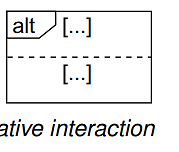 alt [...]
[...]
ative interaction